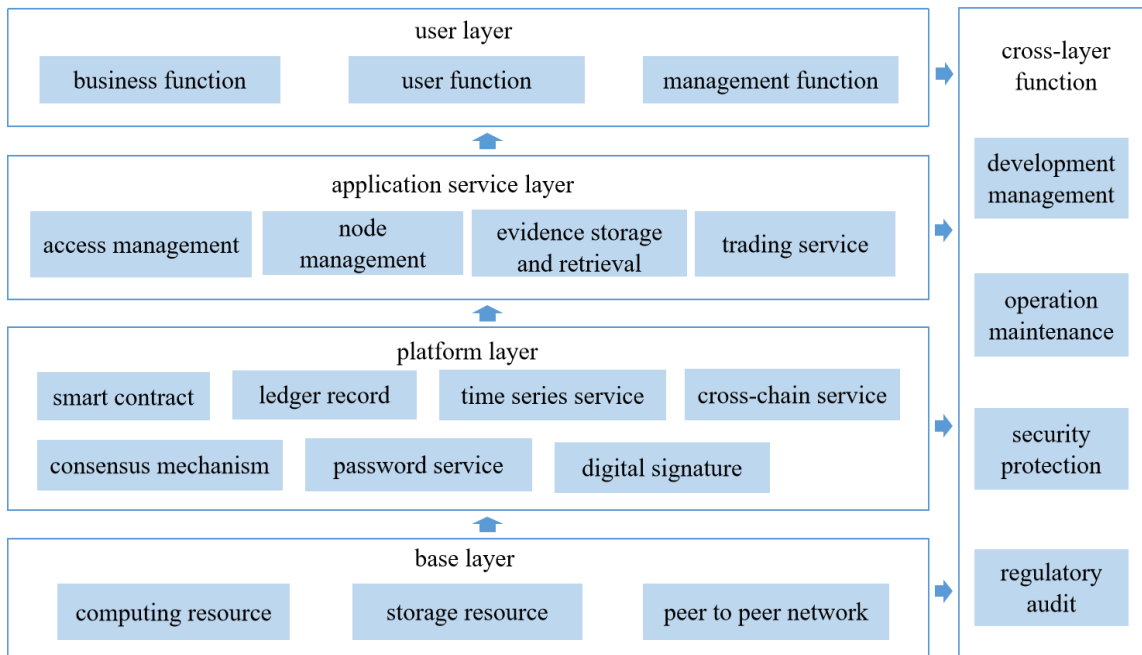 user layer
business function
user function
management function
application service layer
access management
node
management
evidence storage
and retrieval
trading service
platform layer
smart contract
ledger record
time series service
cross-chain service
consensus mechanism
password service
digital signature
base layer
computing resource
storage resource
peer to peer network
cross-layer
function
development
management
operation
maintenance
security
protection
regulatory
audit